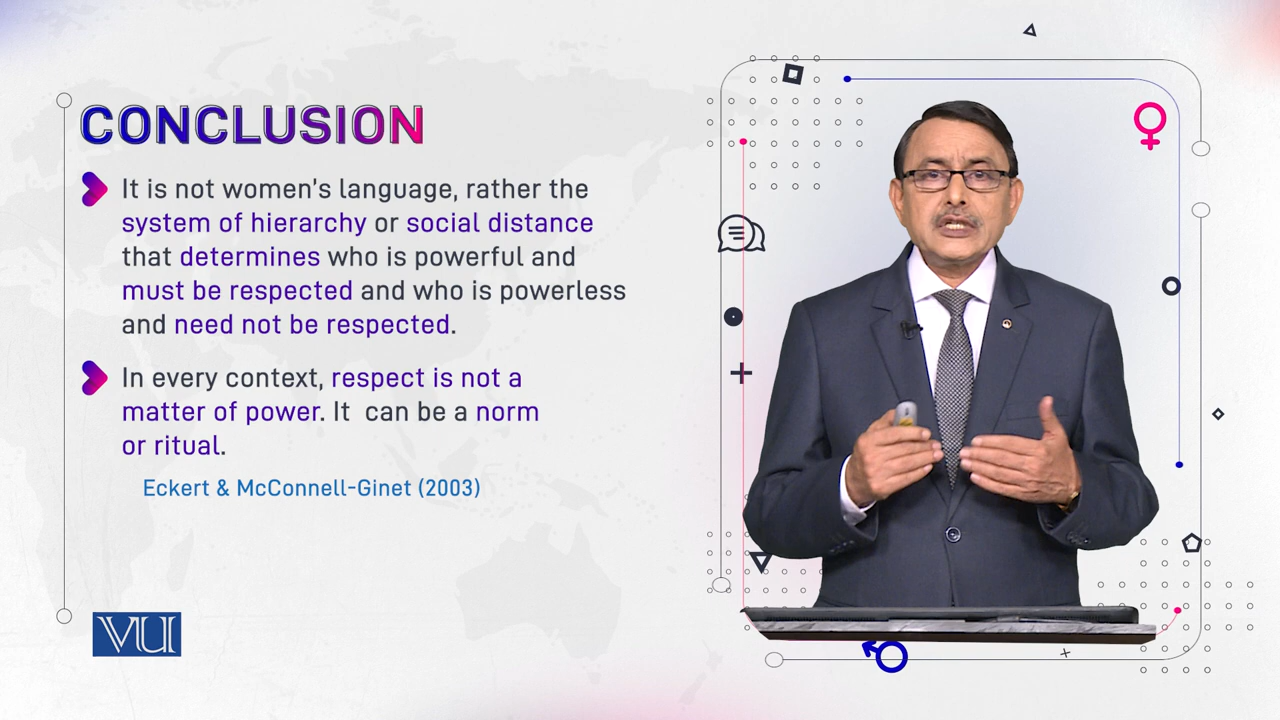 CONCLUSION
It is not women's language, rather the
system of hierarchy or social distance
that determines who is powerful and
must be respected and who is powerless
and need not be respected.
In every context, respect is not a
matter of power. It  can be a norm
or ritual.
Eckert & McConnell-Ginet (2003)
VU